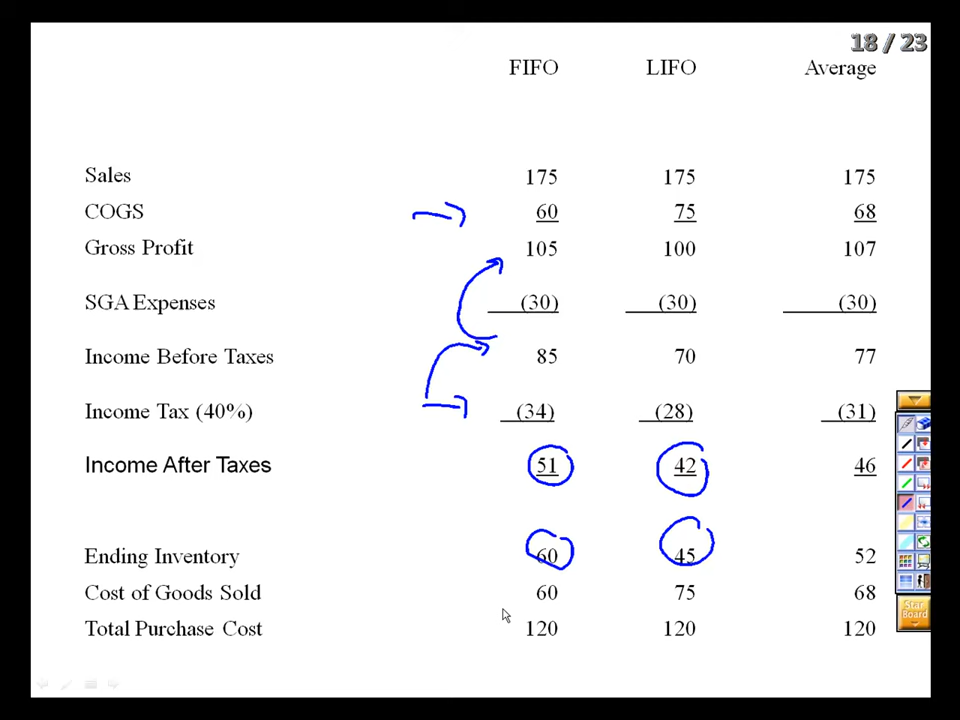 18 / 23
FIFO LIFO Average
Sales 175 175 175
COGS 60 75 68
Gross Profit 105 100 107
SGA Expenses (30) (30) (30)
Income Before Taxes 85 70 77
Income Tax (40%) (34) (28) (31)
Income After Taxes 51 42 46
Ending Inventory 60 45 52
Cost of Goods Sold 60 75 68
Total Purchase Cost 120 120 120
Star
Board